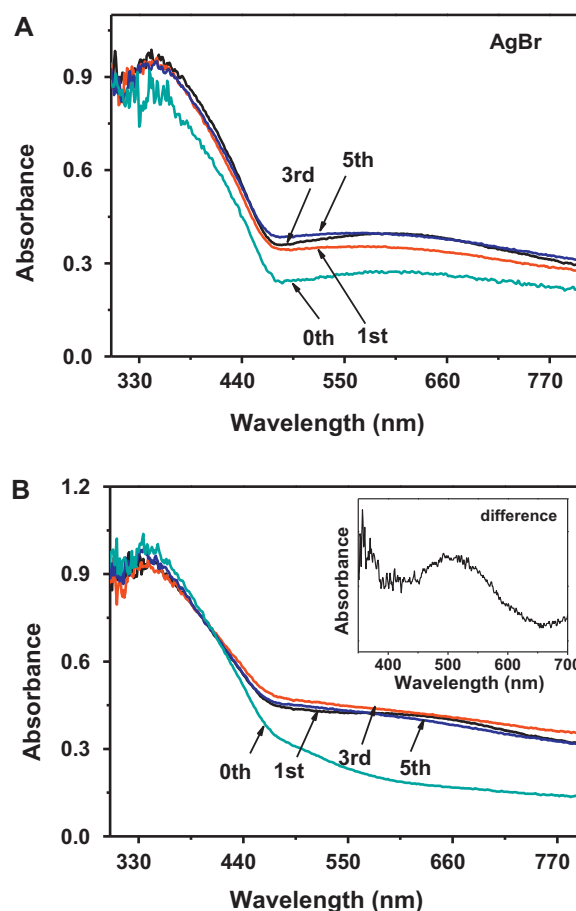 A
AgBr
Absorbance
0.9
0.6
0.3
0.0
3rd
5th
0th
1st
330 440 550 660 770
Wavelength (nm)
B
Absorbance
1.2
0.9
0.6
0.3
0.0
difference
Absorbance
400 500 600 700
Wavelength (nm)
0th
1st
3rd
5th
330 440 550 660 770
Wavelength (nm)